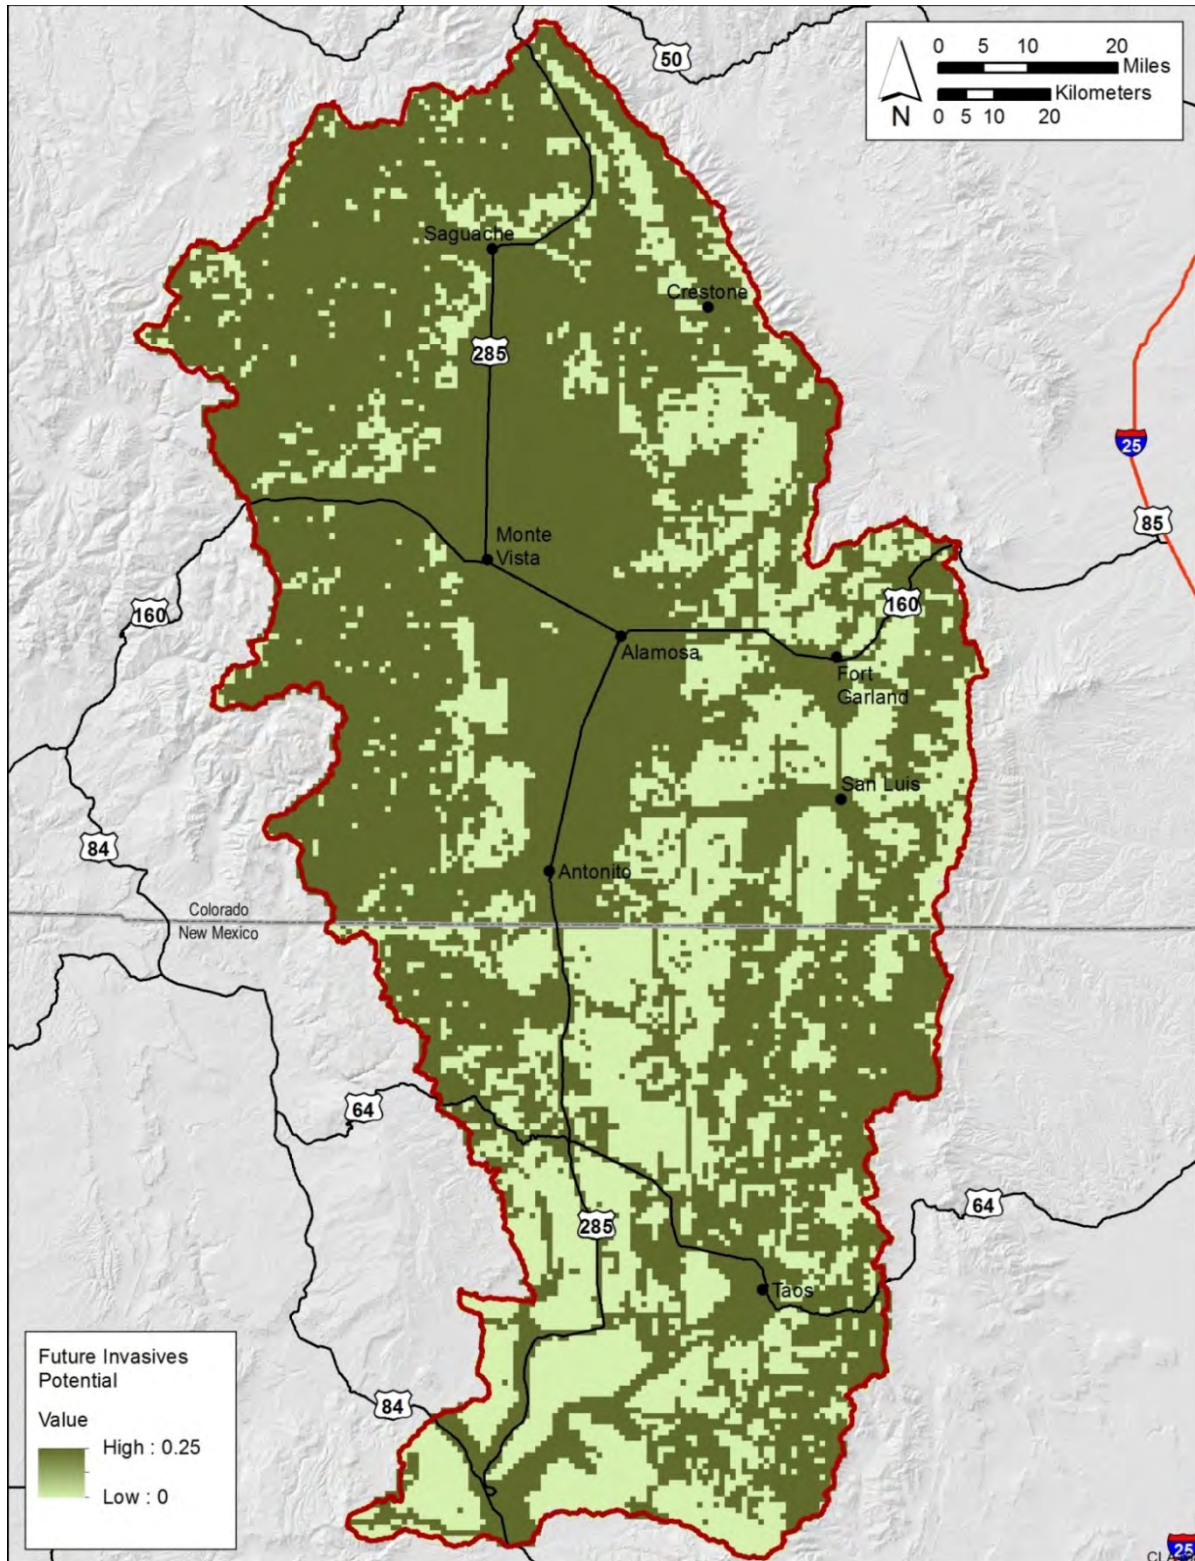 50
0 5 10 20
Miles
Kilometers
0 5 10 20
N
Saguache
Crestone
285
25
85
Monte
Vista
160
160
Alamosa
Fort
Garland
San Luis
84
Antonito
Colorado
New Mexico
64
64
285
Taos
Future Invasives
Potential
Value
High : 0.25
Low : 0
84
25